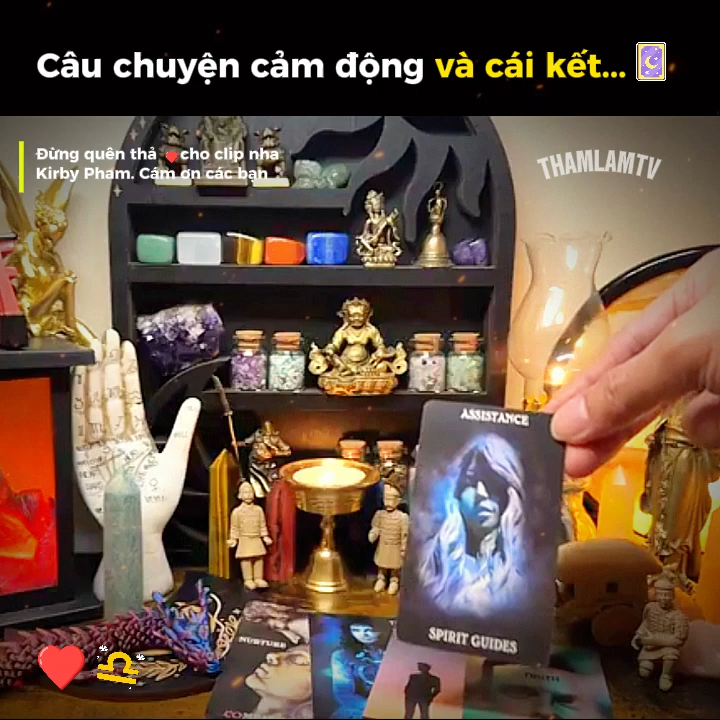 Câu chuyện cảm động và cái kết...
Đừng quên thả ❤️cho clip nha
Kirby Pham. Cám ơn các bạn
THAMLAMTV
ASSISTANCE
SPIRIT GUIDES
NURTURE
TRUTH